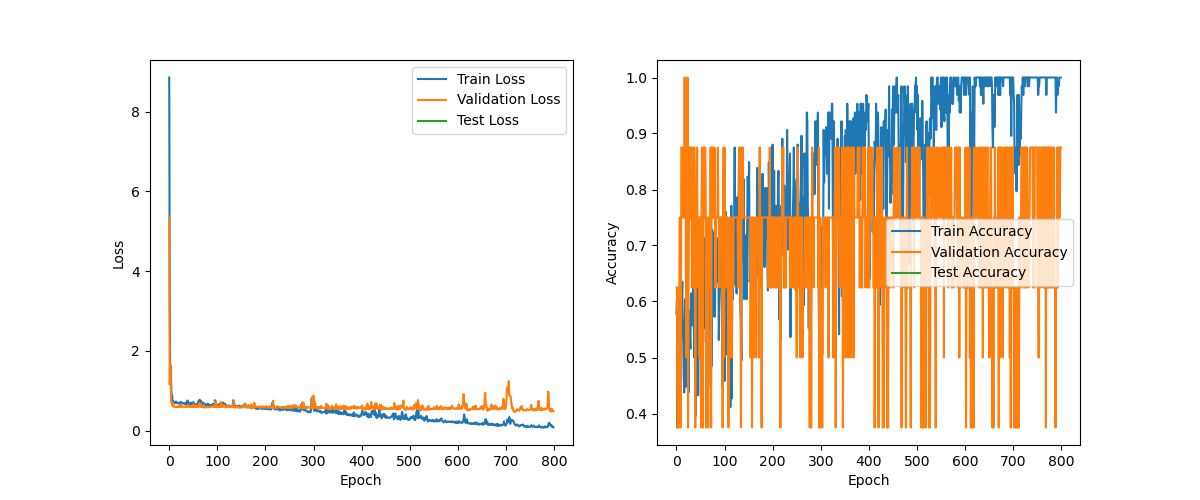 Train Loss
Validation Loss
Test Loss
8
6
4
2
0
Loss
0 100 200 300 400 500 600 700 800
Epoch
1.0
0.9
0.8
0.7
0.6
0.5
0.4
Accuracy
Train Accuracy
Validation Accuracy
Test Accuracy
0 100 200 300 400 500 600 700 800
Epoch